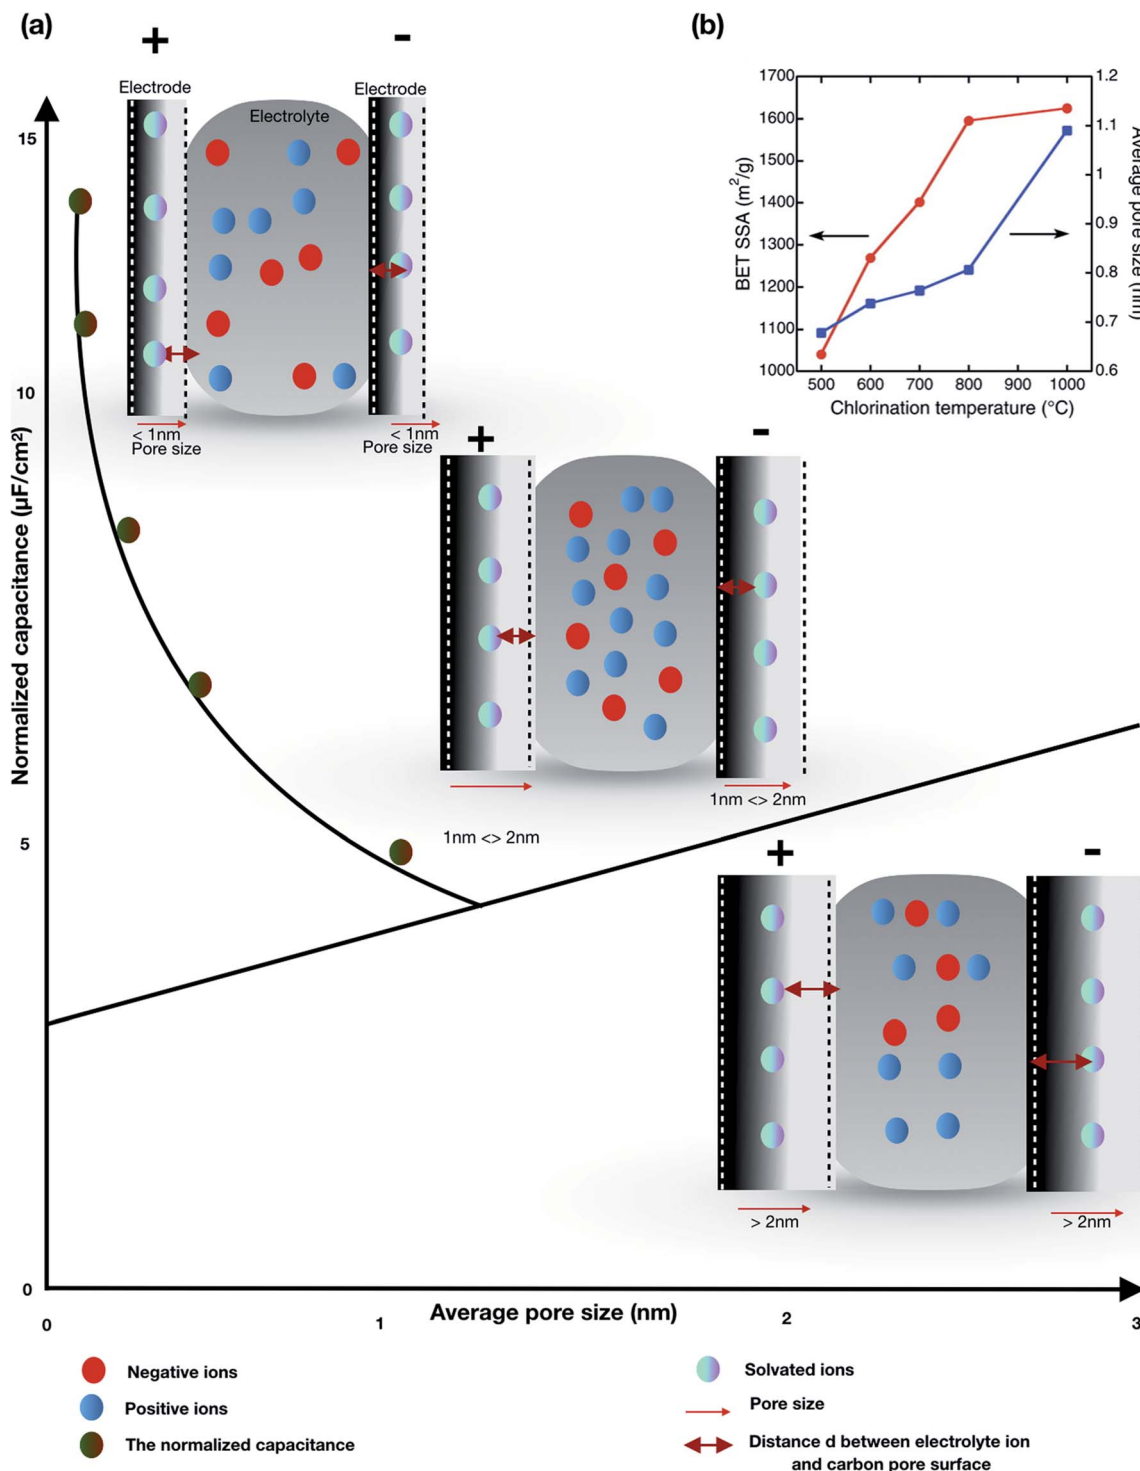 (a)
+
-
Electrode
Electrode
Electrolyte
15
10
5
0
Normalized capacitance (μF/cm²)
< 1nm
Pore size
< 1nm
Pore size
(b)
1700
1600
1500
1400
1300
1200
1100
1000
BET SSA (m²/g)
1.2
1.1
1
0.9
0.8
0.7
0.6
Average pore size (nm)
500 600 700 800 900 1000
Chlorination temperature (°C)
+
-
1nm <> 2nm
1nm <> 2nm
+
-
> 2nm
> 2nm
0 1 2 3
Average pore size (nm)
Negative ions
Positive ions
The normalized capacitance
Solvated ions
Pore size
Distance d between electrolyte ion
and carbon pore surface